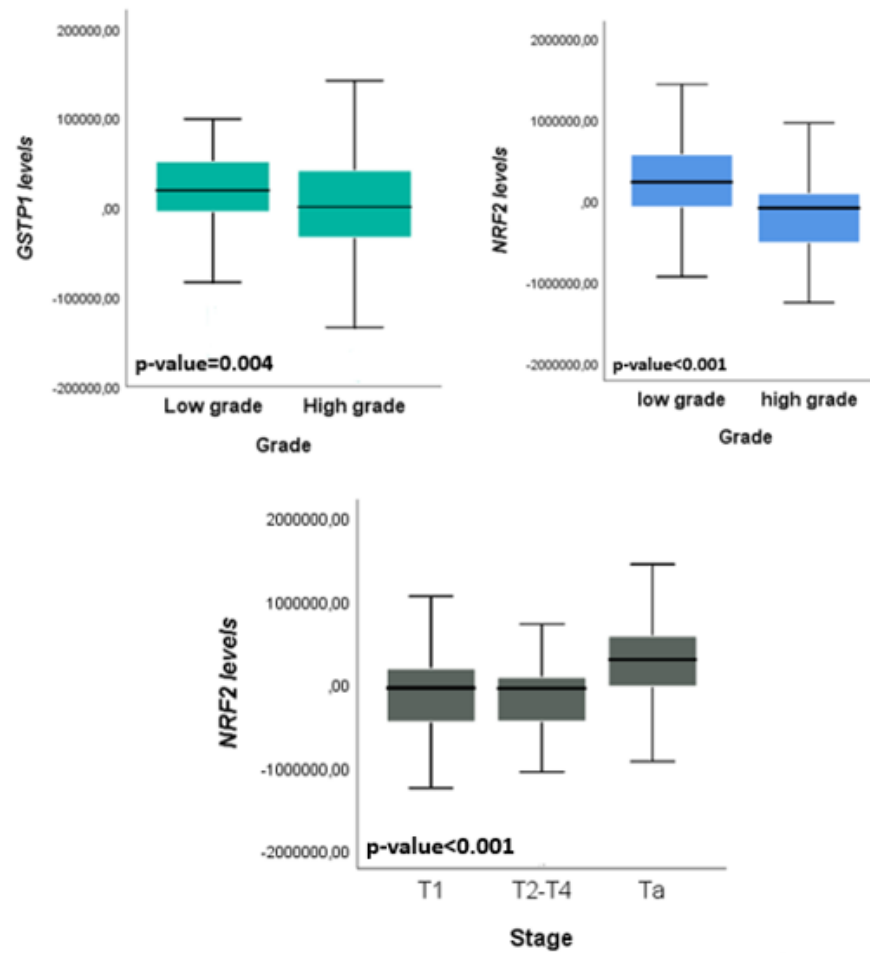 200000,00
100000,00
,00
-100000,00
-200000,00
GSTP1 levels
p-value=0.004
Low grade High grade
Grade
2000000,00
1000000,00
,00
-1000000,00
-2000000,00
NRF2 levels
p-value<0.001
low grade high grade
Grade
2000000,00
1000000,00
,00
-1000000,00
-2000000,00
NRF2 levels
p-value<0.001
T1 T2-T4 Ta
Stage